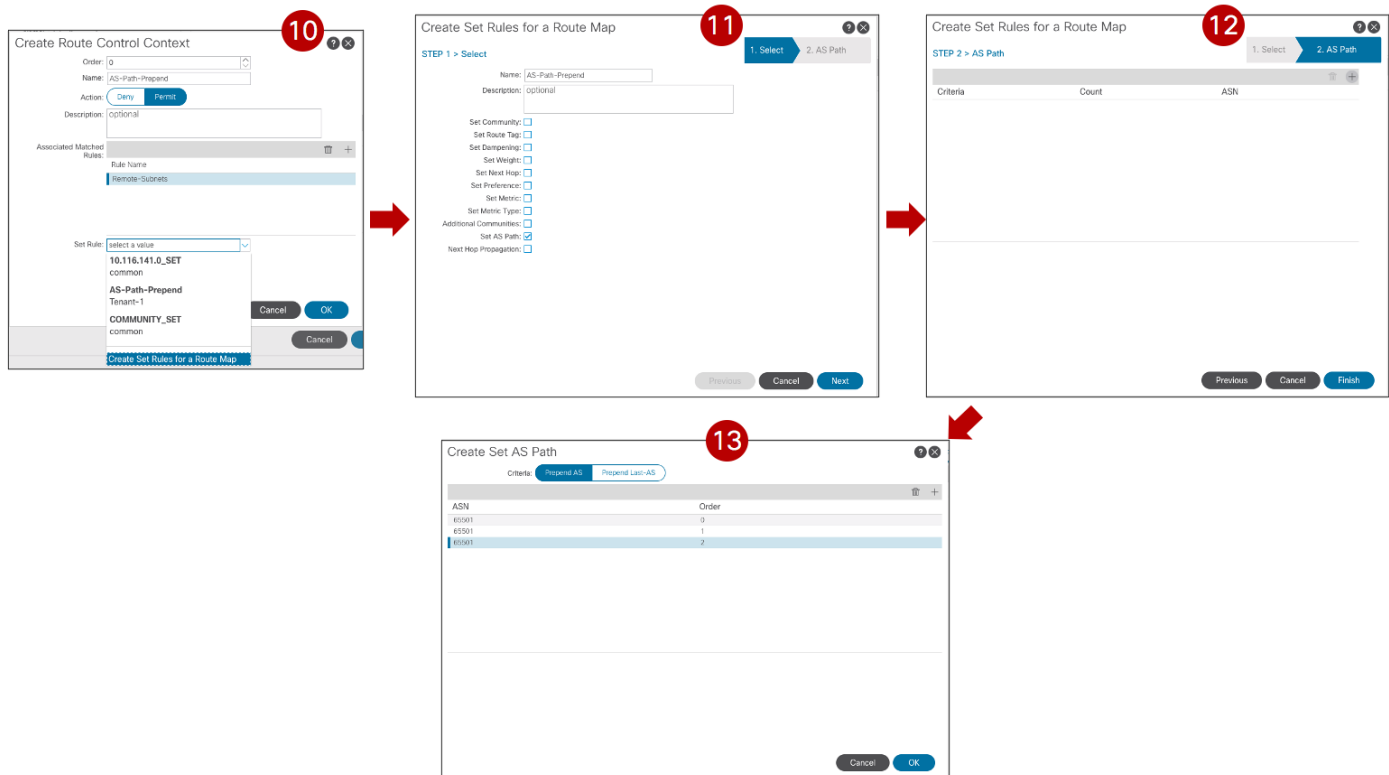 10
Create Route Control Context
Order: 0
Name: AS-Path-Prepend
Action: Deny Permit
Description: optional
Associated Matched
Rules:
Rule Name
Remote-Subnets
Set Rule: select a value
10.116.141.0_SET
common
AS-Path-Prepend
Tenant-1
COMMUNITY_SET
common
Create Set Rules for a Route Map
Cancel OK
Cancel
11
Create Set Rules for a Route Map
STEP 1 > Select
1. Select 2. AS Path
Name: AS-Path-Prepend
Description: optional
Set Community:
Set Route Tag:
Set Dampening:
Set Weight:
Set Next Hop:
Set Preference:
Set Metric:
Set Metric Type:
Additional Communities:
Set AS Path:
Next Hop Propagation:
Previous Cancel Next
12
Create Set Rules for a Route Map
STEP 2 > AS Path
1. Select 2. AS Path
Criteria Count ASN
Previous Cancel Finish
13
Create Set AS Path
Criteria: Prepend AS Prepend Last-AS
ASN Order
65501 0
65501 1
65501 2
Cancel OK